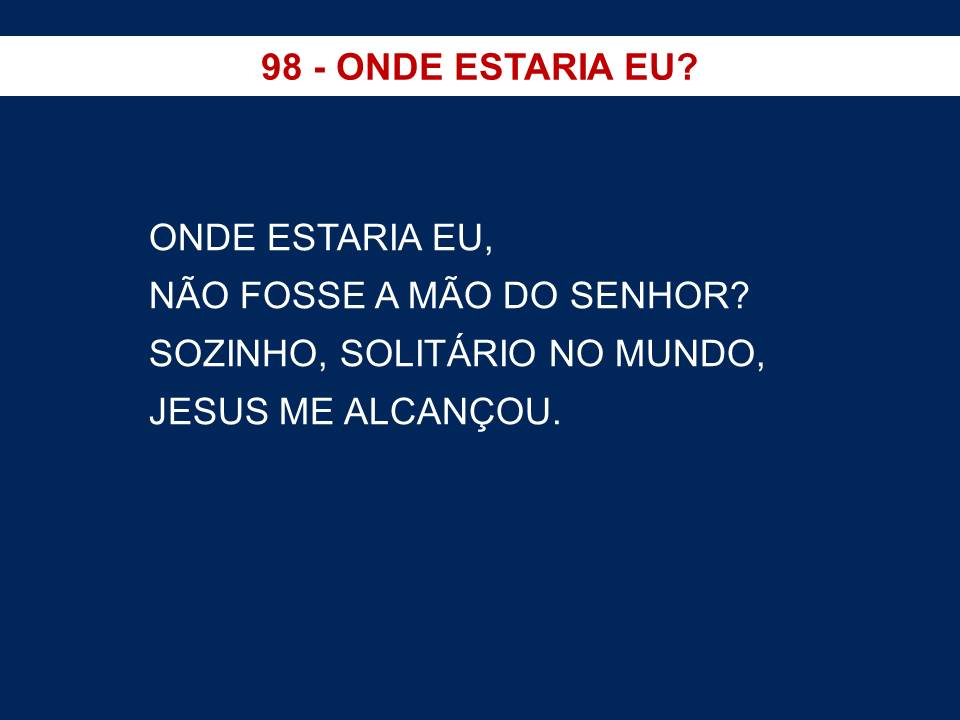 98 - ONDE ESTARIA EU?
ONDE ESTARIA EU,
NÃO FOSSE A MÃO DO SENHOR?
SOZINHO, SOLITÁRIO NO MUNDO,
JESUS ME ALCANÇOU.